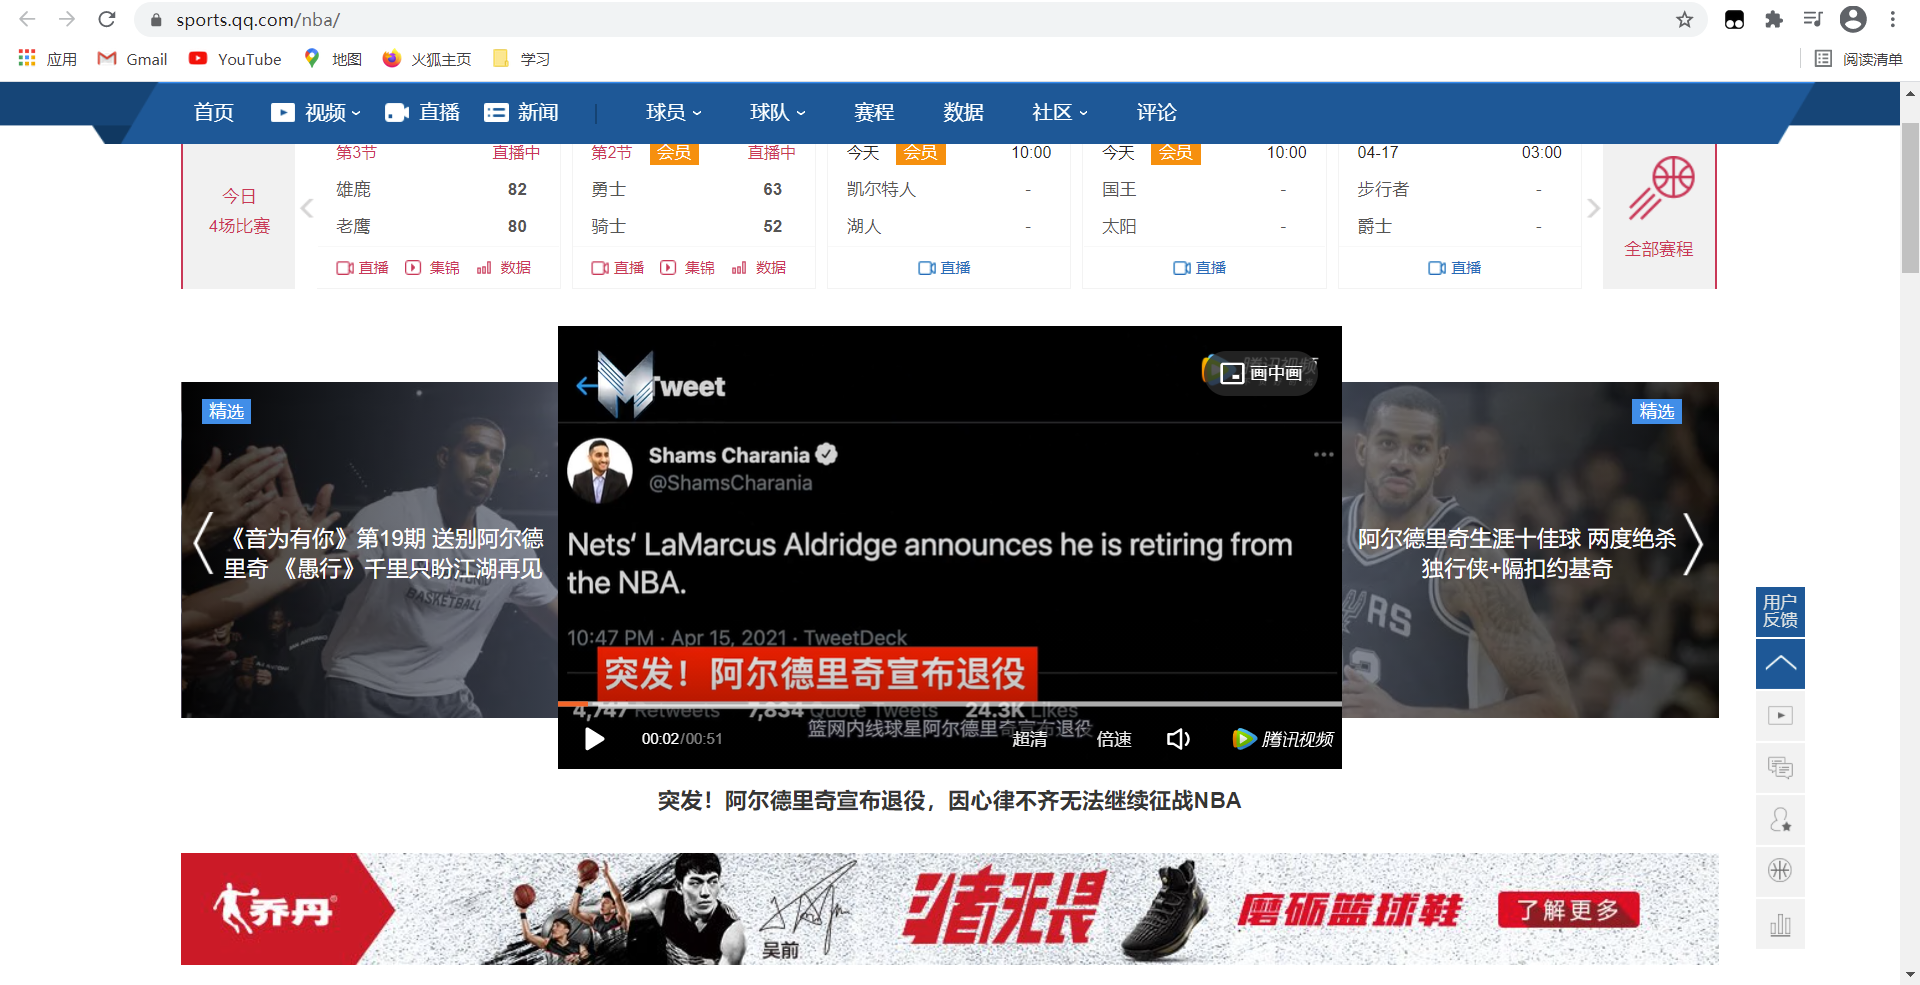 sports.qq.com/nba/
应用 Gmail YouTube 地图 火狐主页 学习 阅读清单
首页 视频 直播 新闻 球员 球队 赛程 数据 社区 评论
今日
4场比赛
第3节 直播中
雄鹿 82
老鹰 80
直播 集锦 数据
第2节 会员 直播中
勇士 63
骑士 52
直播 集锦 数据
今天 会员 10:00
凯尔特人 -
湖人 -
直播
今天 会员 10:00
国王 -
太阳 -
直播
04-17 03:00
步行者 -
爵士 -
直播
全部赛程
精选
《音为有你》第19期 送别阿尔德
里奇 《愚行》千里只盼江湖再见
BASKETBALL
Tweet
腾讯视频
画中画
Shams Charania
@ShamsCharania
Nets‘ LaMarcus Aldridge announces he is retiring from
the NBA.
10:47 PM · Apr 15, 2021 · TweetDeck
突发！阿尔德里奇宣布退役
4,747 Retweets 7,834 Quote Tweets 24.3K Likes
篮网内线球星阿尔德里奇宣布退役
00:02/00:51 超清 倍速 腾讯视频
精选
阿尔德里奇生涯十佳球 两度绝杀
独行侠+隔扣约基奇
突发！阿尔德里奇宣布退役，因心律不齐无法继续征战NBA
用户
反馈
乔丹
吴前
斗者无畏
磨砺篮球鞋
了解更多